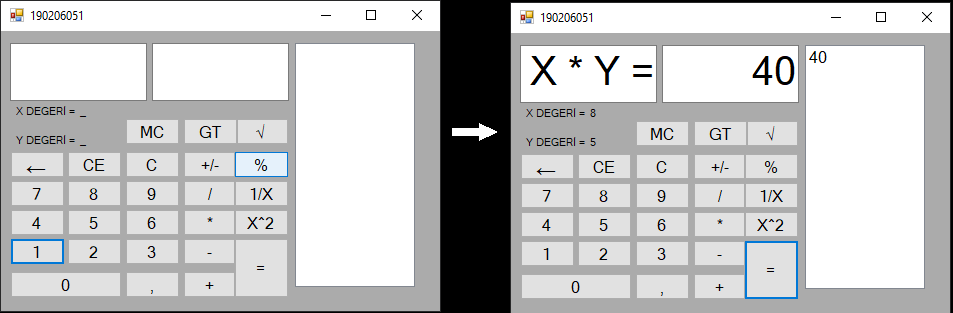 190206051
X DEGERİ = _
Y DEGERİ = _
MC GT √
← CE C +/- %
7 8 9 / 1/X
4 5 6 * X^2
1 2 3 -
=
0 , +
190206051
X * Y = 40
40
X DEGERİ = 8
Y DEGERİ = 5
MC GT √
← CE C +/- %
7 8 9 / 1/X
4 5 6 * X^2
1 2 3 -
=
0 , +